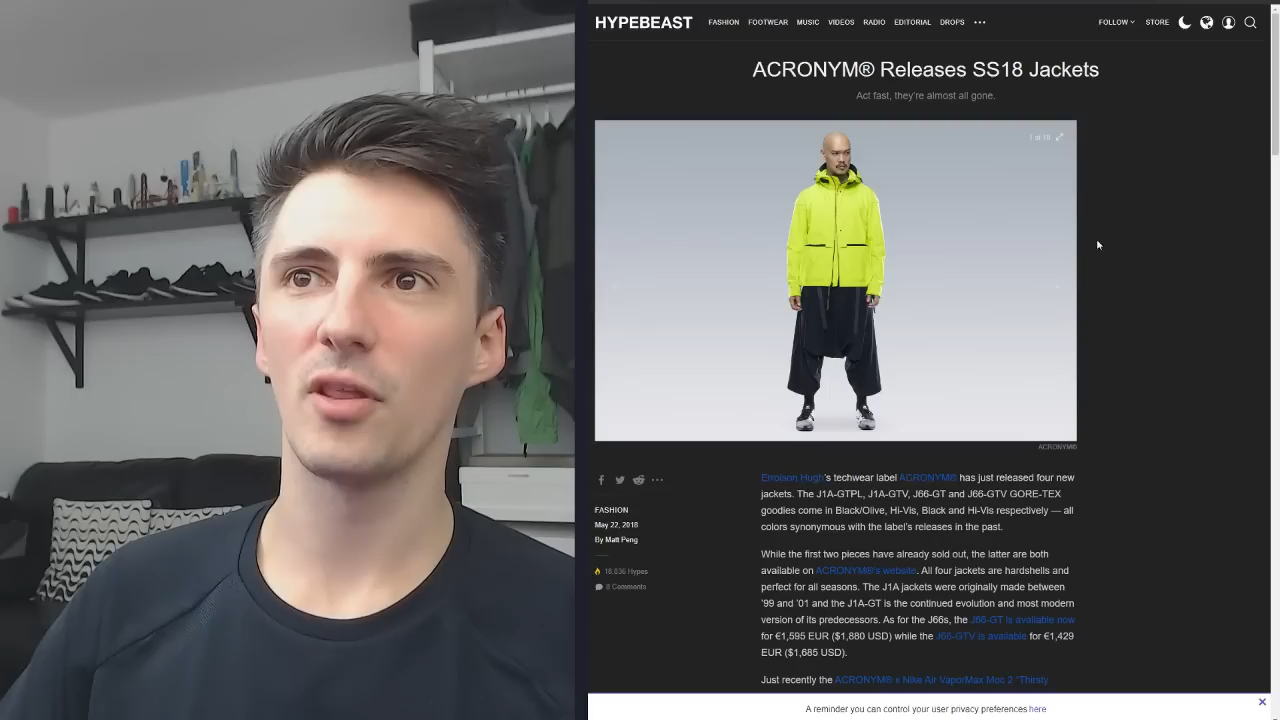 HYPEBEAST
FASHION FOOTWEAR MUSIC VIDEOS RADIO EDITORIAL DROPS
FOLLOW STORE
ACRONYM® Releases SS18 Jackets
Act fast, they're almost all gone.
1 of 18
ACRONYM®
FASHION
May 22, 2018
By Matt Peng
18,836 Hypes
8 Comments
Errolson Hugh's techwear label ACRONYM® has just released four new
jackets. The J1A-GTPL, J1A-GTV, J66-GT and J66-GTV GORE-TEX
goodies come in Black/Olive, Hi-Vis, Black and Hi-Vis respectively — all
colors synonymous with the label's releases in the past.
While the first two pieces have already sold out, the latter are both
available on ACRONYM®'s website. All four jackets are hardshells and
perfect for all seasons. The J1A jackets were originally made between
'99 and '01 and the J1A-GT is the continued evolution and most modern
version of its predecessors. As for the J66s, the J66-GT is available now
for €1,595 EUR ($1,880 USD) while the J66-GTV is available for €1,429
EUR ($1,685 USD).
Just recently the ACRONYM® x Nike Air VaporMax Moc 2 "Thirsty
A reminder you can control your user privacy preferences here